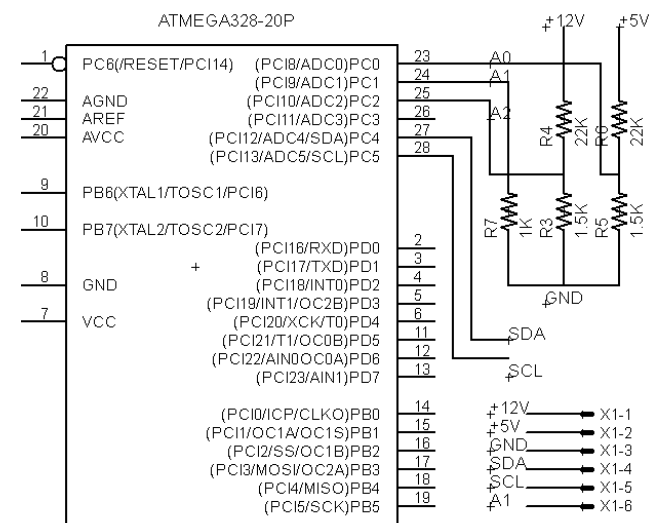 ATMEGA328-20P
+12V +5V
1 PC6(/RESET/PCI14) (PCI8/ADC0)PC0 23 A0
(PCI9/ADC1)PC1 24 A1
22 AGND (PCI10/ADC2)PC2 25
21 AREF (PCI11/ADC3)PC3 26 A2
20 AVCC (PCI12/ADC4/SDA)PC4 27
(PCI13/ADC5/SCL)PC5 28
R4 22K R6 22K
9 PB6(XTAL1/TOSC1/PCI6)
10 PB7(XTAL2/TOSC2/PCI7)
R7 1K R3 1.5K R5 1.5K
(PCI16/RXD)PD0 2
(PCI17/TXD)PD1 3
8 GND (PCI18/INT0)PD2 4
(PCI19/INT1/OC2B)PD3 5 GND
7 VCC (PCI20/XCK/T0)PD4 6
(PCI21/T1/OC0B)PD5 11 SDA
(PCI22/AIN0OC0A)PD6 12
(PCI23/AIN1)PD7 13 SCL
(PCI0/ICP/CLKO)PB0 14 +12V X1-1
(PCI1/OC1A/OC1S)PB1 15 +5V X1-2
(PCI2/SS/OC1B)PB2 16 GND X1-3
(PCI3/MOSI/OC2A)PB3 17 SDA X1-4
(PCI4/MISO)PB4 18 SCL X1-5
(PCI5/SCK)PB5 19 A1 X1-6